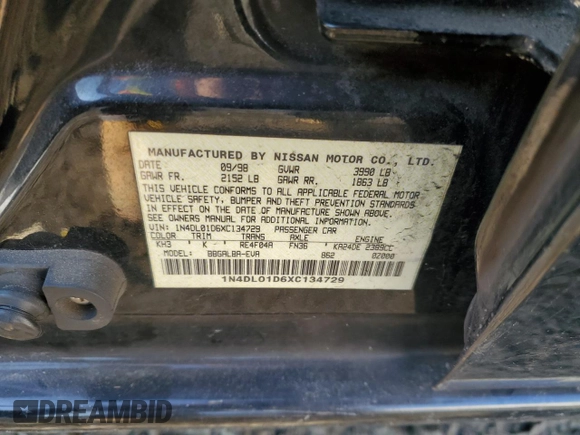 MANUFACTURED BY NISSAN MOTOR CO., LTD.
DATE 09/98 GVWR 3990 LB
GAWR FR. 2152 LB GAWR RR. 1863 LB
THIS VEHICLE CONFORMS TO ALL APPLICABLE FEDERAL MOTOR
VEHICLE SAFETY, BUMPER AND THEFT PREVENTION STANDARDS
IN EFFECT ON THE DATE OF MANUFACTURE SHOWN ABOVE.
SEE OWNERS MANUAL FOR ADDITIONAL INFORMATION.
VIN: 1N4DL01D6XC134729 PASSENGER CAR
COLOR TRIM TRANS AXLE ENGINE
KH3 ' K ' RE4F04A FN36 KA24DE 2389CC
MODEL: BBGALBA-EVA 862 02000
1N4DL01D6XC134729
DREAMBID